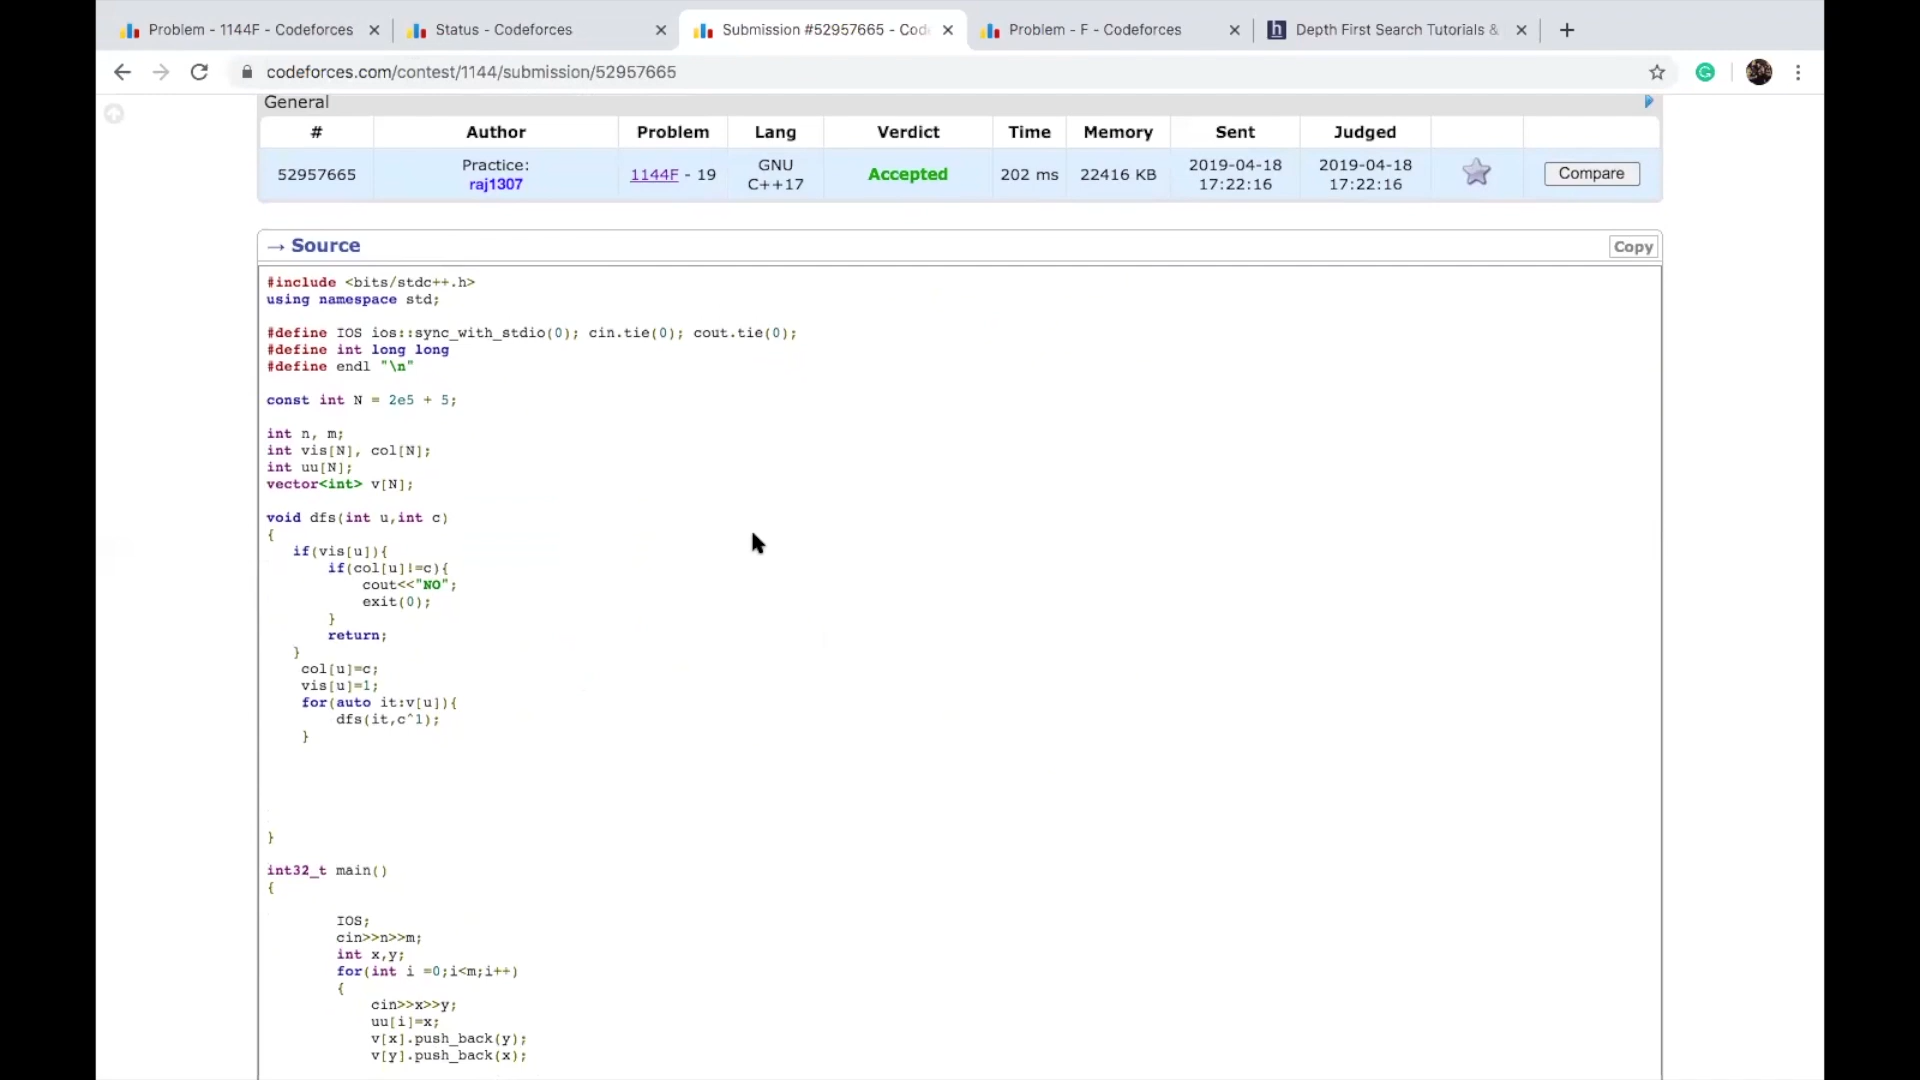 Problem - 1144F - Codeforces
Status - Codeforces
Submission #52957665 - Cod
Problem - F - Codeforces
Depth First Search Tutorials &
codeforces.com/contest/1144/submission/52957665
General
# Author Problem Lang Verdict Time Memory Sent Judged
52957665 Practice: raj1307 1144F - 19 GNU C++17 Accepted 202 ms 22416 KB 2019-04-18 17:22:16 2019-04-18 17:22:16 Compare
→ Source
Copy
#include <bits/stdc++.h>
using namespace std;
#define IOS ios::sync_with_stdio(0); cin.tie(0); cout.tie(0);
#define int long long
#define endl "\n"
const int N = 2e5 + 5;
int n, m;
int vis[N], col[N];
int uu[N];
vector<int> v[N];
void dfs(int u,int c)
{
if(vis[u]){
if(col[u]!=c){
cout<<"NO";
exit(0);
}
return;
}
col[u]=c;
vis[u]=1;
for(auto it:v[u]){
dfs(it,c^1);
}
}
int32_t main()
{
IOS;
cin>>n>>m;
int x,y;
for(int i =0;i<m;i++)
{
cin>>x>>y;
uu[i]=x;
v[x].push_back(y);
v[y].push_back(x);